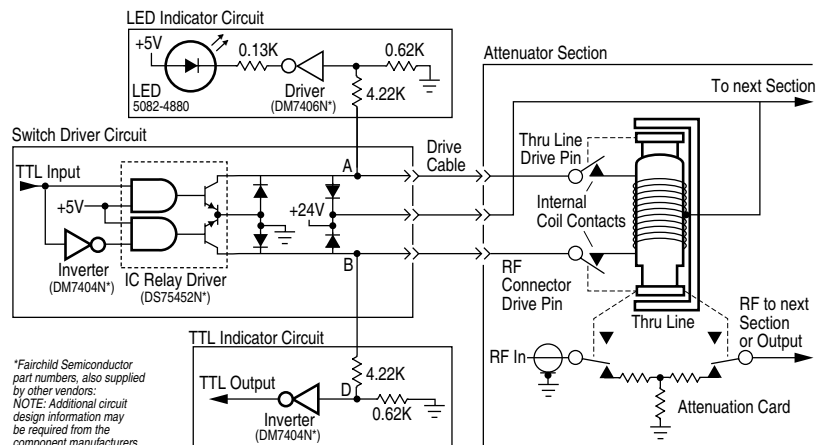 LED Indicator Circuit
+5V
0.13K
0.62K
LED
5082-4880
Driver
(DM7406N*)
4.22K
Attenuator Section
To next Section
Switch Driver Circuit
TTL Input
+5V
Inverter
(DM7404N*)
IC Relay Driver
(DS75452N*)
+24V
A
B
Drive
Cable
Thru Line
Drive Pin
Internal
Coil Contacts
RF
Connector
Drive Pin
Thru Line
RF to next
Section
or Output
RF In
Attenuation Card
TTL Indicator Circuit
TTL Output
Inverter
(DM7404N*)
D
4.22K
0.62K
*Fairchild Semiconductor
part numbers, also supplied
by other vendors:
NOTE: Additional circuit
design information may
be required from the
component manufacturers